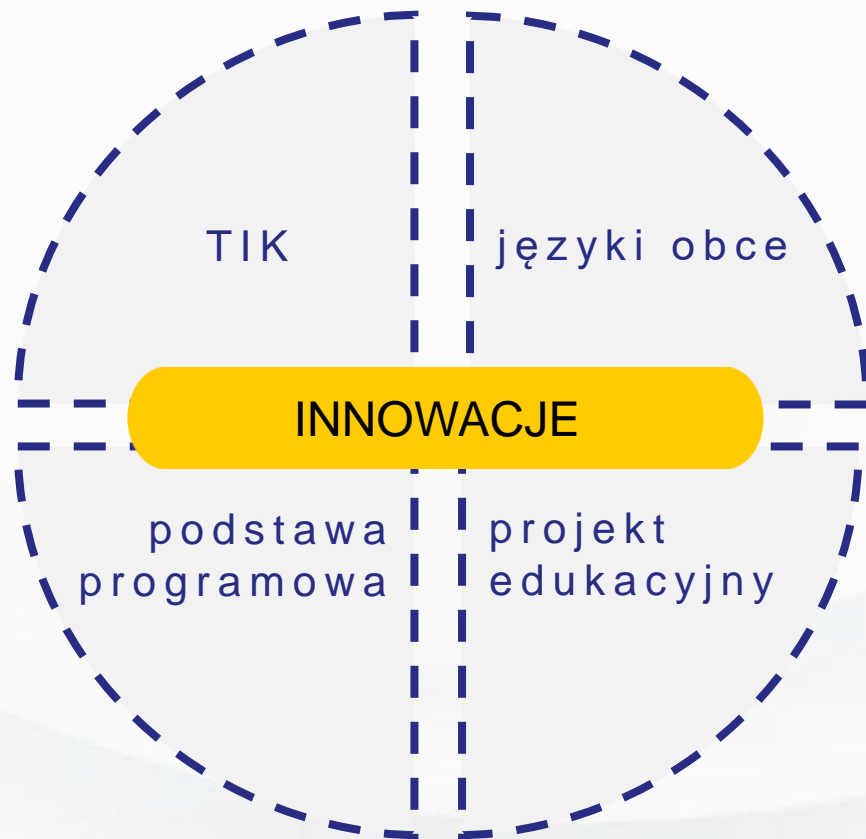 TIK
języki obce
INNOWACJE
podstawa
programowa
projekt
edukacyjny